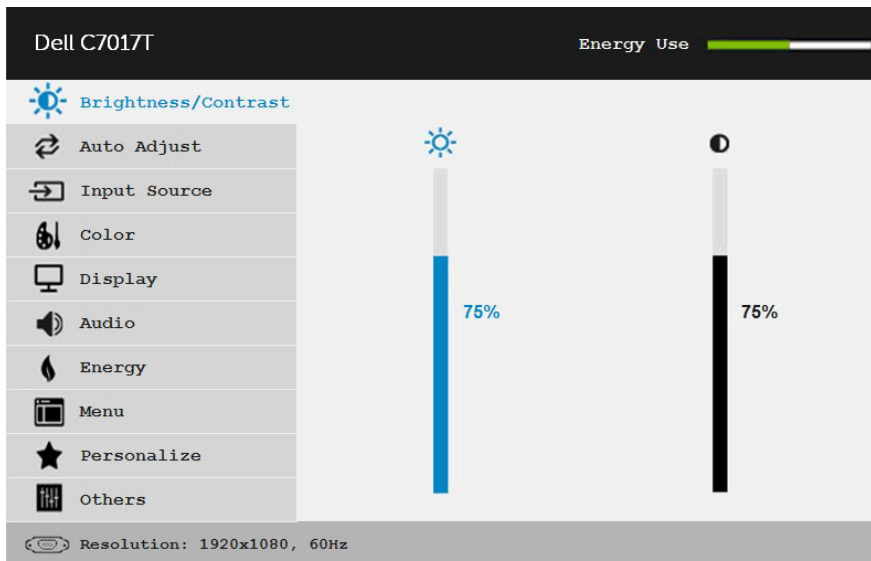 Dell C7017T
Energy Use
Brightness/Contrast
Auto Adjust
Input Source
Color
Display
Audio
Energy
Menu
Personalize
Others
75%
75%
Resolution: 1920x1080, 60Hz